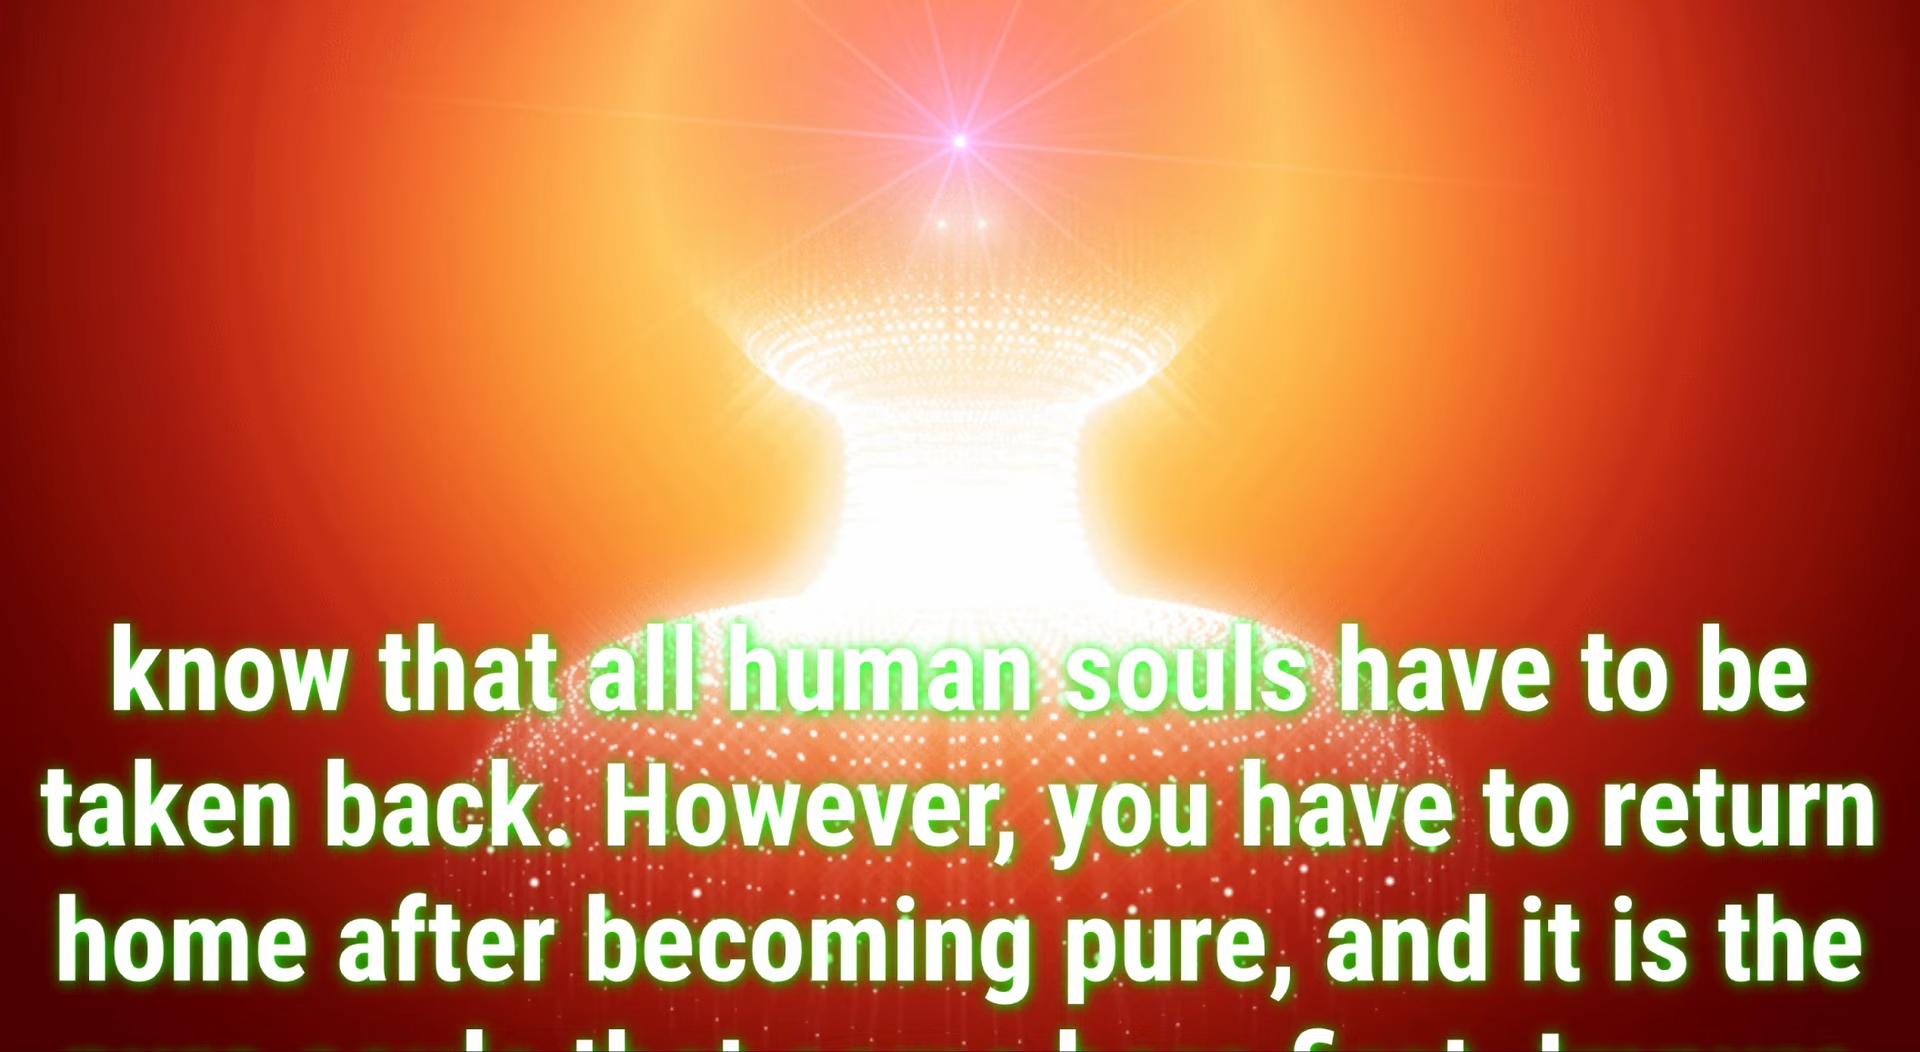 know that all human souls have to be
taken back. However, you have to return
home after becoming pure, and it is the